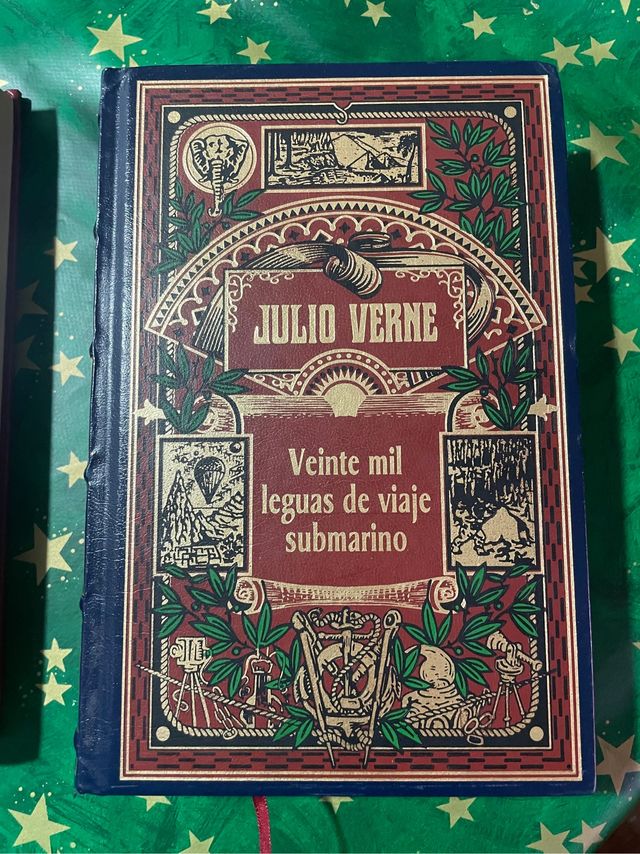 JULIO VERNE
Veinte mil
leguas de viaje
submarino